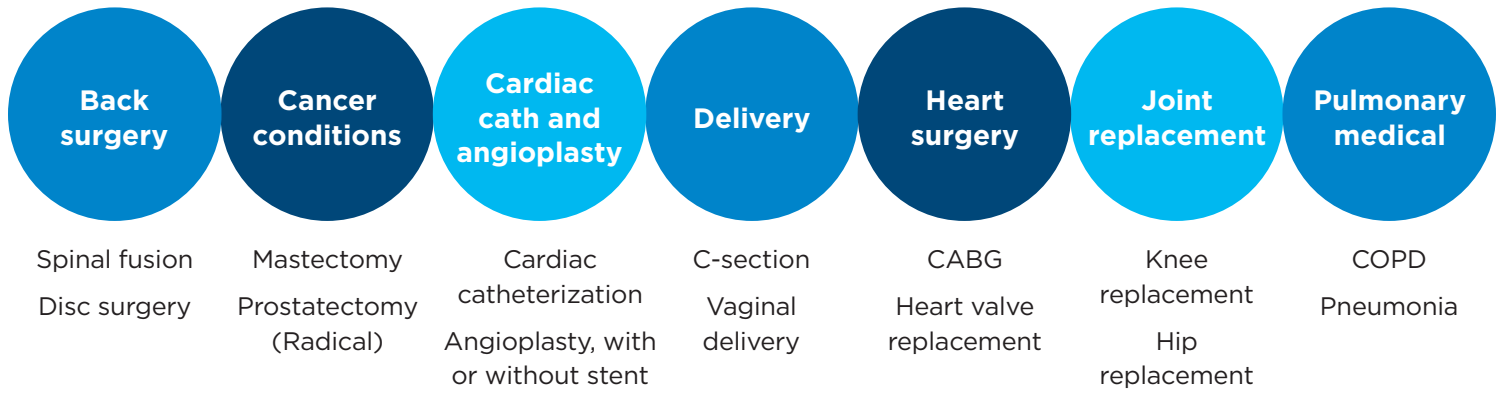 Back
surgery
Cancer
conditions
Cardiac
cath and
angioplasty
Delivery
Heart
surgery
Joint
replacement
Pulmonary
medical
Spinal fusion
Disc surgery
Mastectomy
Prostatectomy
(Radical)
Cardiac
catheterization
Angioplasty, with
or without stent
C-section
Vaginal
delivery
CABG
Heart valve
replacement
Knee
replacement
Hip
replacement
COPD
Pneumonia